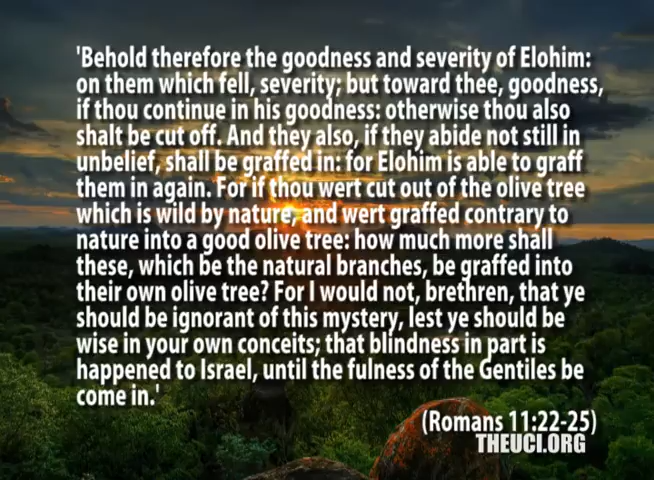 'Behold therefore the goodness and severity of Elohim:
on them which fell, severity; but toward thee, goodness,
if thou continue in his goodness: otherwise thou also
shalt be cut off. And they also, if they abide not still in
unbelief, shall be graffed in: for Elohim is able to graff
them in again. For if thou wert cut out of the olive tree
which is wild by nature, and wert graffed contrary to
nature into a good olive tree: how much more shall
these, which be the natural branches, be graffed into
their own olive tree? For I would not, brethren, that ye
should be ignorant of this mystery, lest ye should be
wise in your own conceits; that blindness in part is
happened to Israel, until the fulness of the Gentiles be
come in.'
(Romans 11:22-25)
THEUCI.ORG